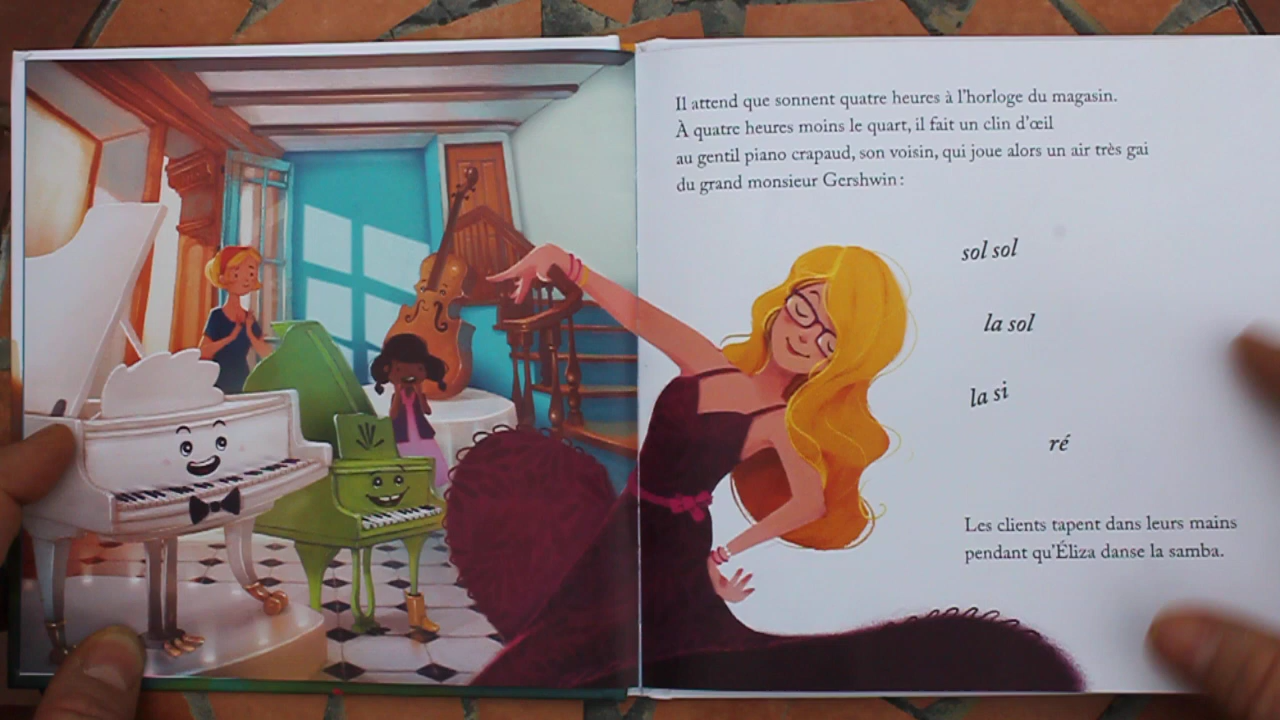 Il attend que sonnent quatre heures à l'horloge du magasin.
À quatre heures moins le quart, il fait un clin d'œil
au gentil piano crapaud, son voisin, qui joue alors un air très gai
du grand monsieur Gershwin :
sol sol
la sol
la si
ré
Les clients tapent dans leurs mains
pendant qu'Éliza danse la samba.